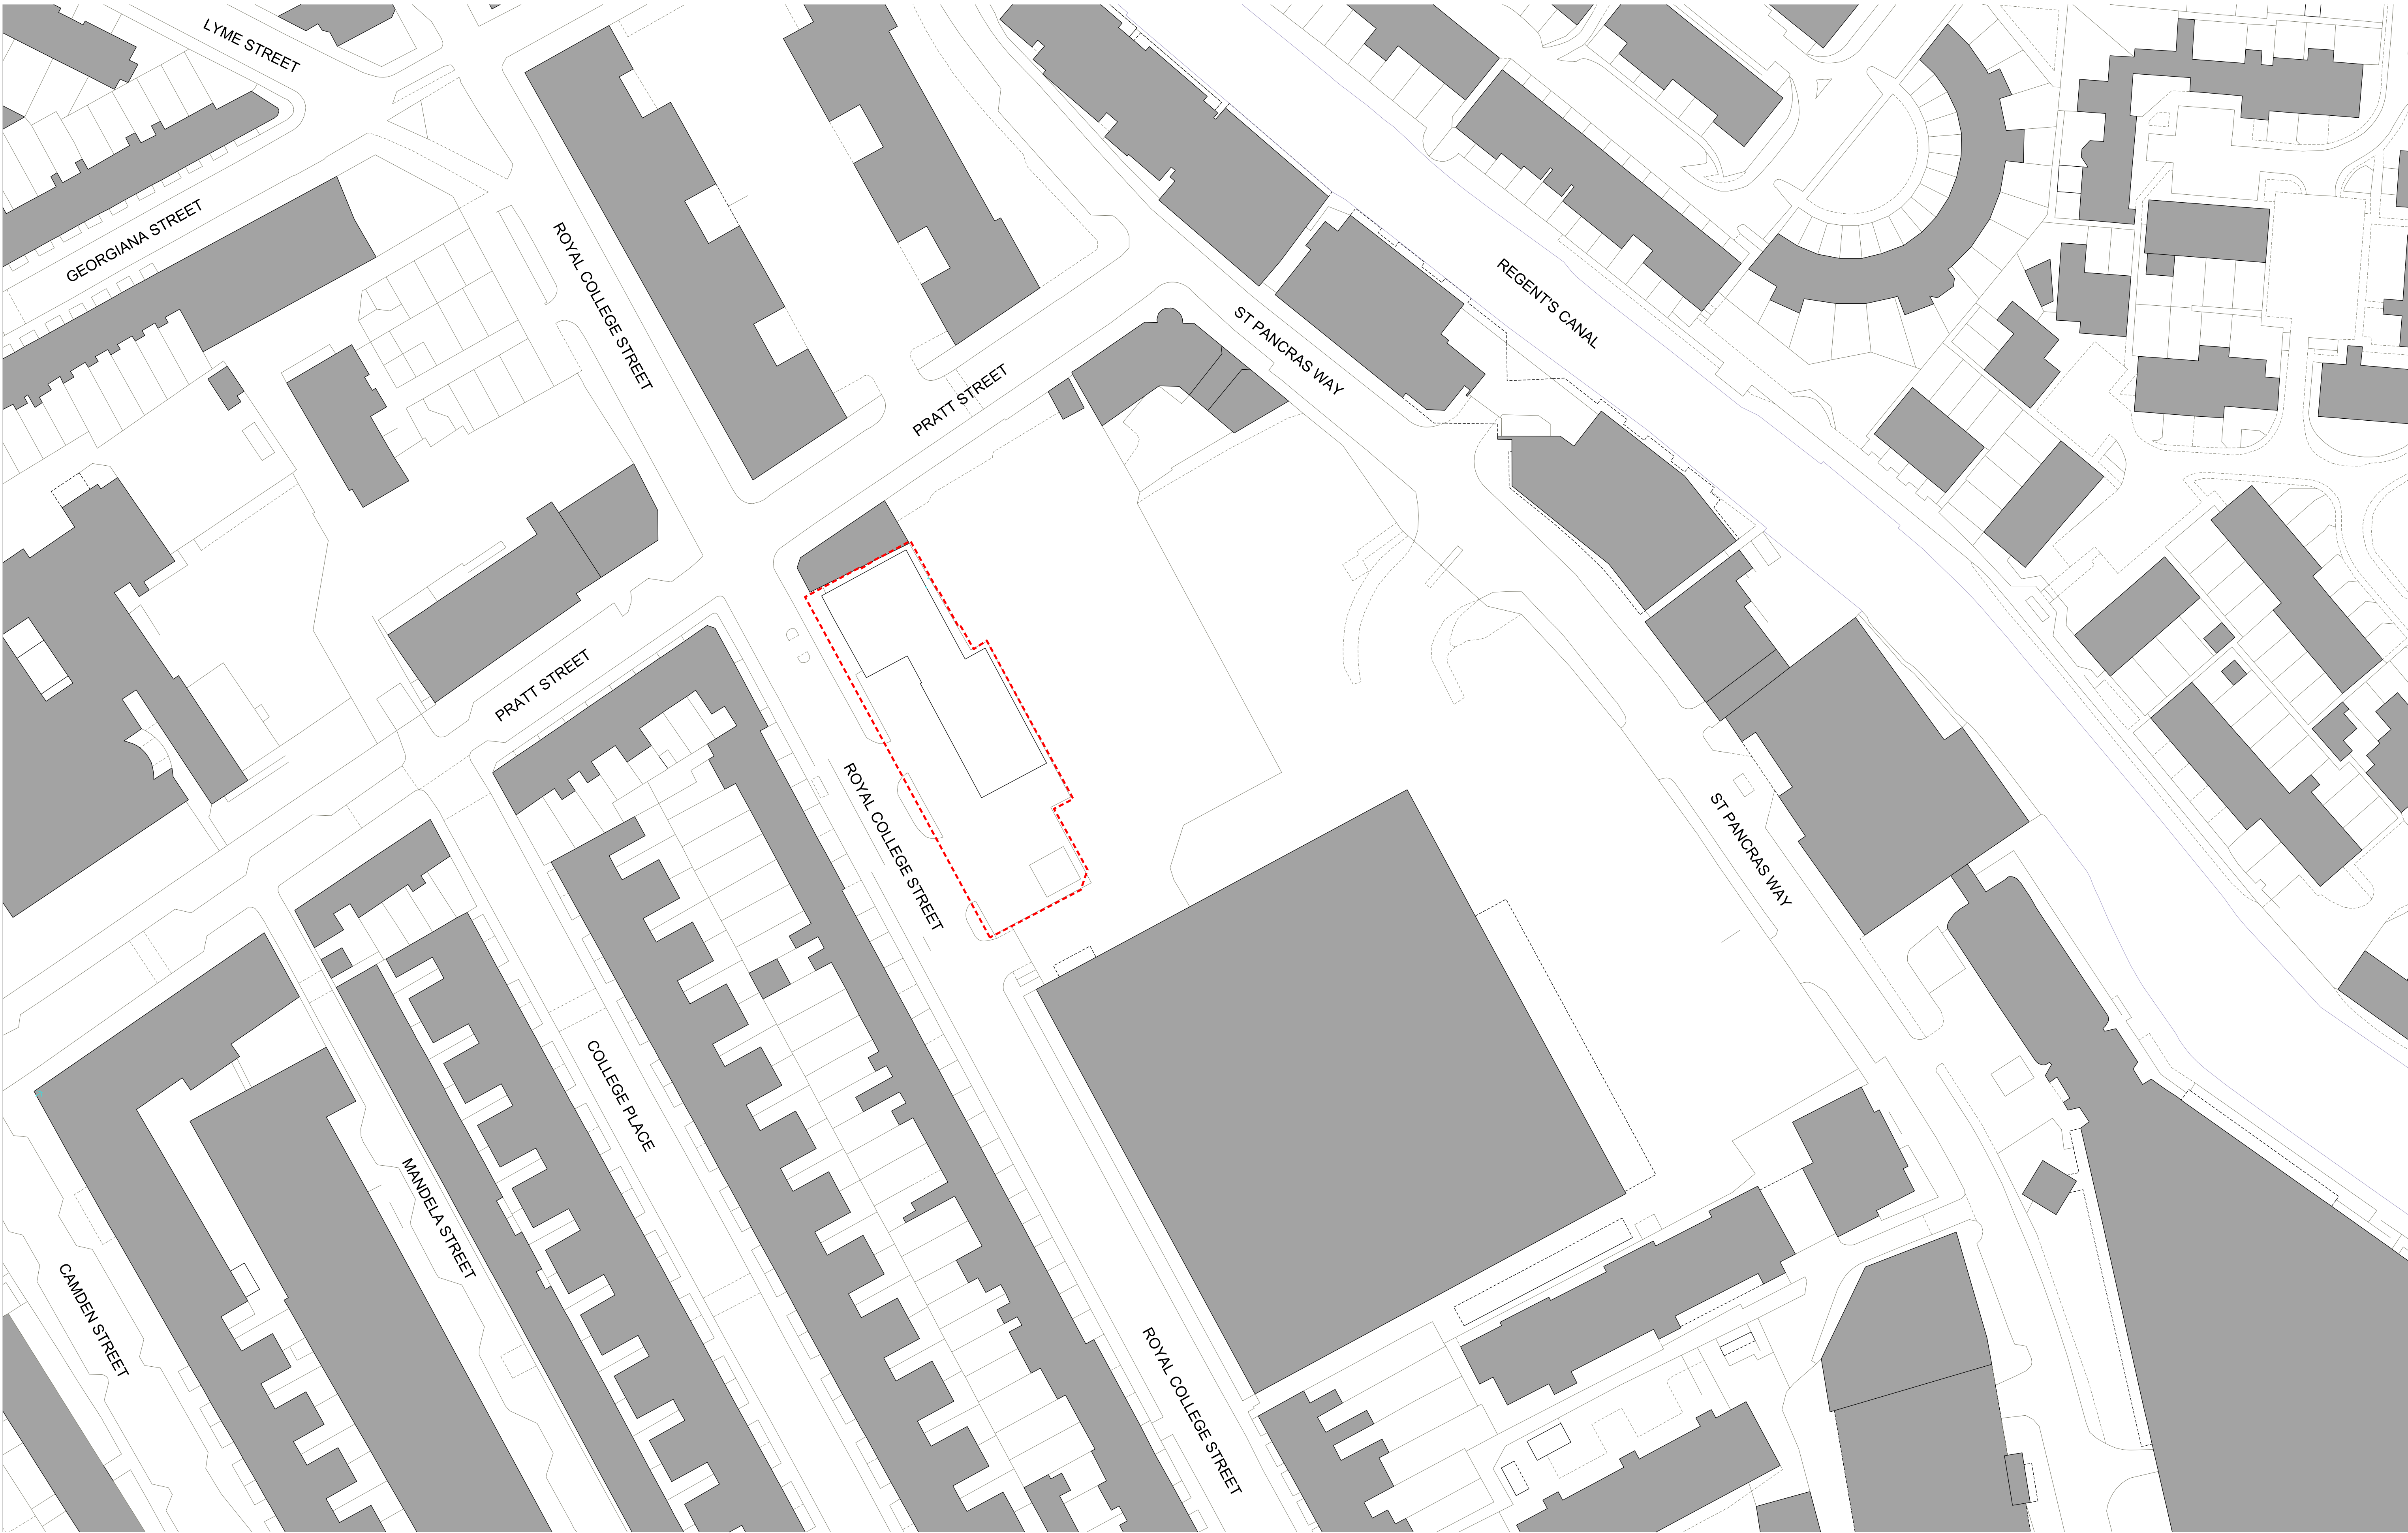 LYME STREET
GEORGIANA STREET
ROYAL COLLEGE STREET
REGENT'S CANAL
ST PANCRAS WAY
PRATT STREET
PRATT STREET
ROYAL COLLEGE STREET
ST PANCRAS WAY
COLLEGE PLACE
MANDELA STREET
CAMDEN STREET
ROYAL COLLEGE STREET